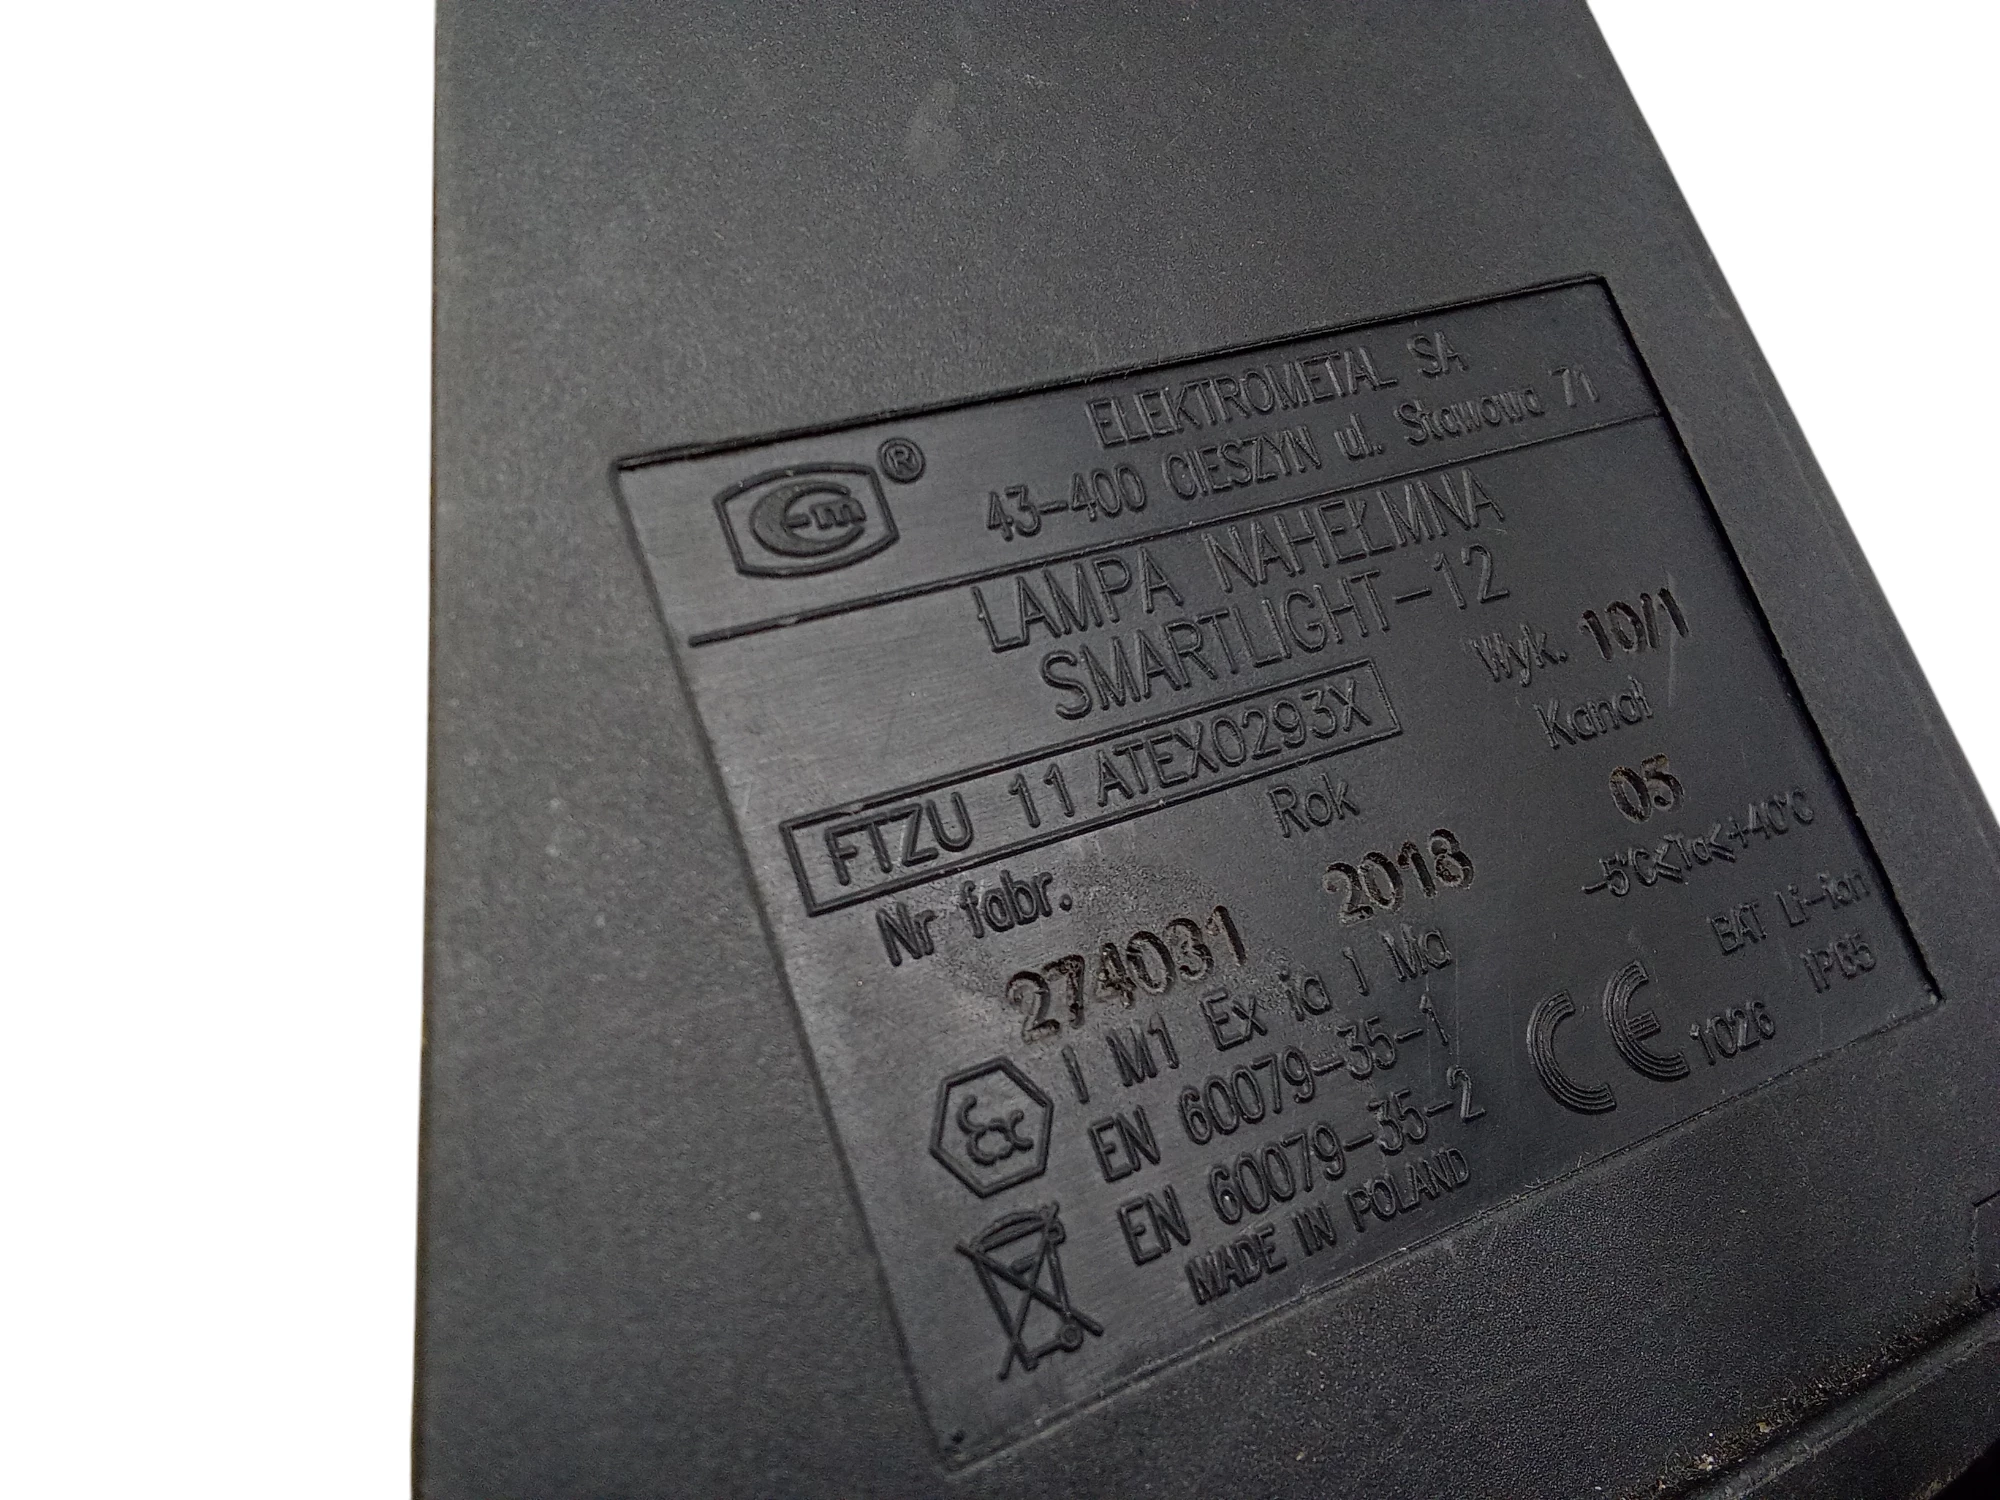 e-m ®
ELEKTROMETAL SA
43-400 CIESZYN ul. Stawowa 71
LAMPA NAHEŁMNA
SMARTLIGHT-12
FTZU 11 ATEX0293X
Wyk. 10/1
Kanał
05
Nr fabr.
274031
Rok
2018
-5°C≤Ta≤+40°C
BAT Li-ion
IP65
I M1 Ex ia I Ma
EN 60079-35-1
EN 60079-35-2
MADE IN POLAND
Ex
CE 1026